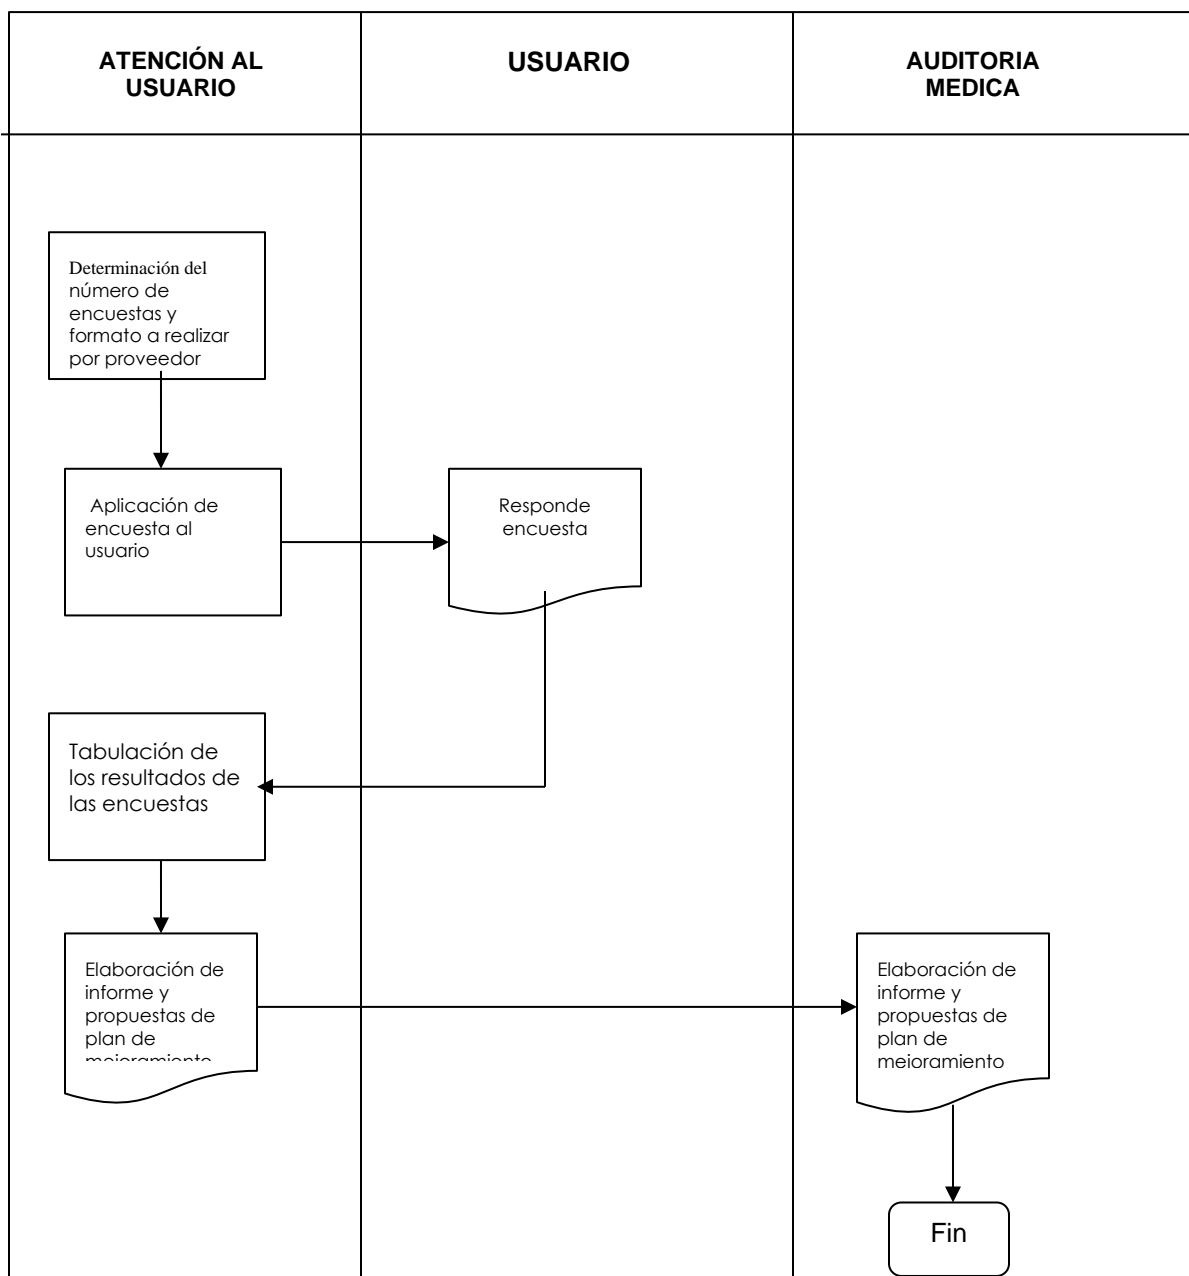 ATENCIÓN AL
USUARIO
USUARIO
AUDITORIA
MEDICA
Determinación del
número de
encuestas y
formato a realizar
por proveedor
Aplicación de
encuesta al
usuario
Responde
encuesta
Tabulación de
los resultados de
las encuestas
Elaboración de
informe y
propuestas de
plan de
mejoramiento
Elaboración de
informe y
propuestas de
plan de
mejoramiento
Fin